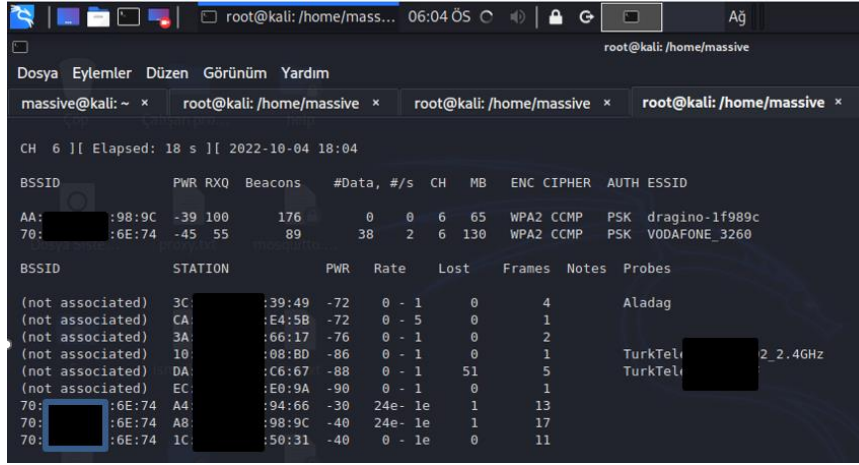 root@kali: /home/mass... 06:04 ÖS Ağ
root@kali: /home/massive
Dosya Eylemler Düzen Görünüm Yardım
massive@kali: ~ × root@kali: /home/massive × root@kali: /home/massive × root@kali: /home/massive ×
CH 6 ][ Elapsed: 18 s ][ 2022-10-04 18:04
BSSID PWR RXQ Beacons #Data, #/s CH MB ENC CIPHER AUTH ESSID
AA: :98:9C -39 100 176 0 0 6 65 WPA2 CCMP PSK dragino-1f989c
70: :6E:74 -45 55 89 38 2 6 130 WPA2 CCMP PSK VODAFONE_3260
BSSID STATION PWR Rate Lost Frames Notes Probes
(not associated) 3C: :39:49 -72 0 - 1 0 4 Aladag
(not associated) CA :E4:5B -72 0 - 5 0 1
(not associated) 3A :66:17 -76 0 - 1 0 2
(not associated) 10: :08:BD -86 0 - 1 0 1 TurkTele 2_2.4GHz
(not associated) DA :C6:67 -88 0 - 1 51 5 TurkTele
(not associated) EC :E0:9A -90 0 - 1 0 1
70: :6E:74 A4 :94:66 -30 24e- 1e 1 13
70: :6E:74 A8 :98:9C -40 24e- 1e 1 17
70: :6E:74 1C :50:31 -40 0 - 1e 0 11